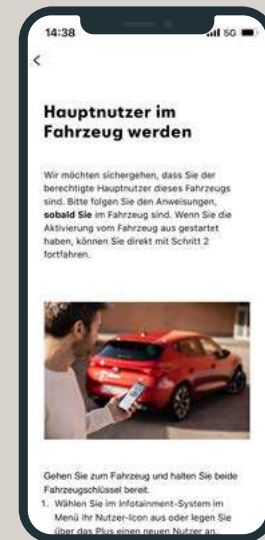 14:38
5G
Hauptnutzer im
Fahrzeug werden
Wir möchten sichergehen, dass Sie der
berechtigte Hauptnutzer dieses Fahrzeugs
sind. Bitte folgen Sie den Anweisungen,
sobald Sie im Fahrzeug sind. Wenn Sie die
Aktivierung vom Fahrzeug aus gestartet
haben, können Sie direkt mit Schritt 2
fortfahren.
Gehen Sie zum Fahrzeug und halten Sie beide
Fahrzeugschlüssel bereit.
1. Wählen Sie im Infotainment-System im
Menü ihr Nutzer-Icon aus oder legen Sie
über das Plus einen neuen Nutzer an.